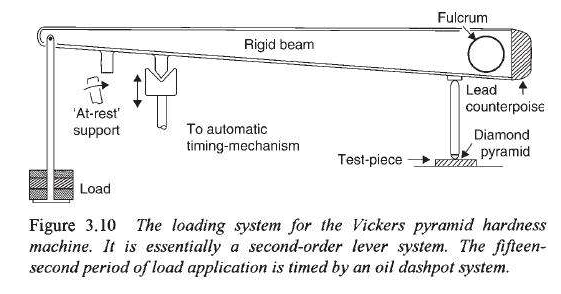 Fulcrum
Rigid beam
Lead
counterpoise
'At-rest'
support
To automatic
timing-mechanism
Diamond
pyramid
Test-piece
Load
Figure 3.10 The loading system for the Vickers pyramid hardness
machine. It is essentially a second-order lever system. The fifteen-
second period of load application is timed by an oil dashpot system.